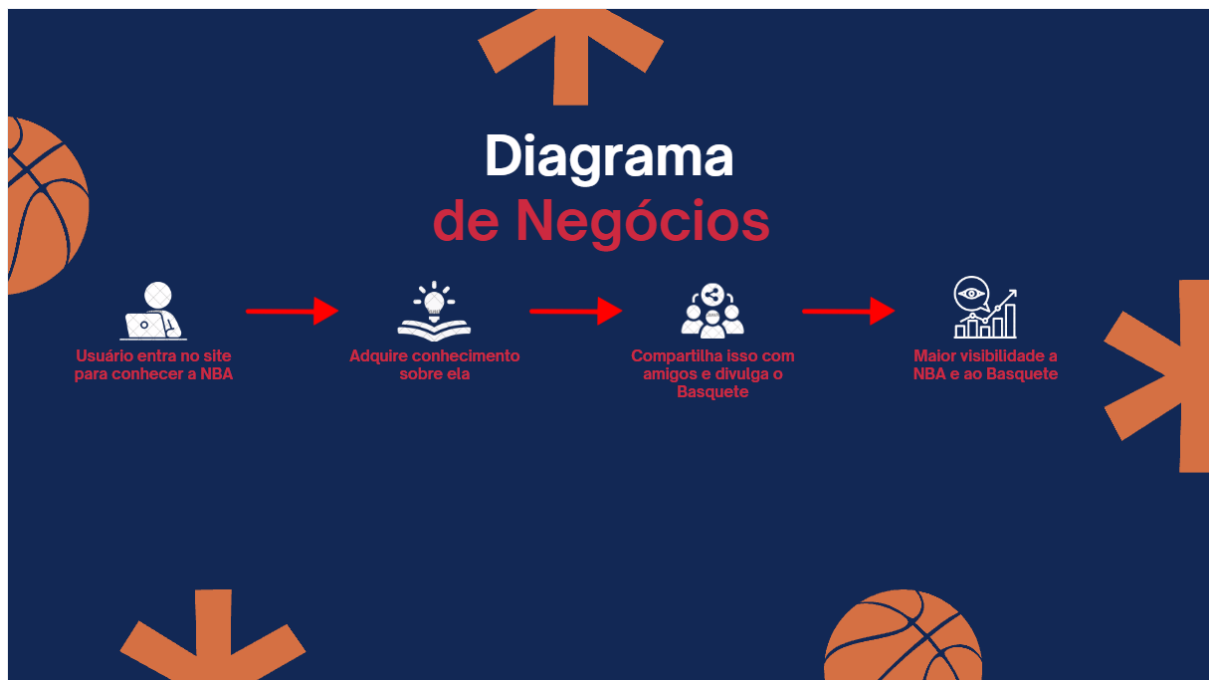 Diagrama
de Negócios
Usuário entra no site
para conhecer a NBA
Adquire conhecimento
sobre ela
Compartilha isso com
amigos e divulga o
Basquete
Maior visibilidade a
NBA e ao Basquete